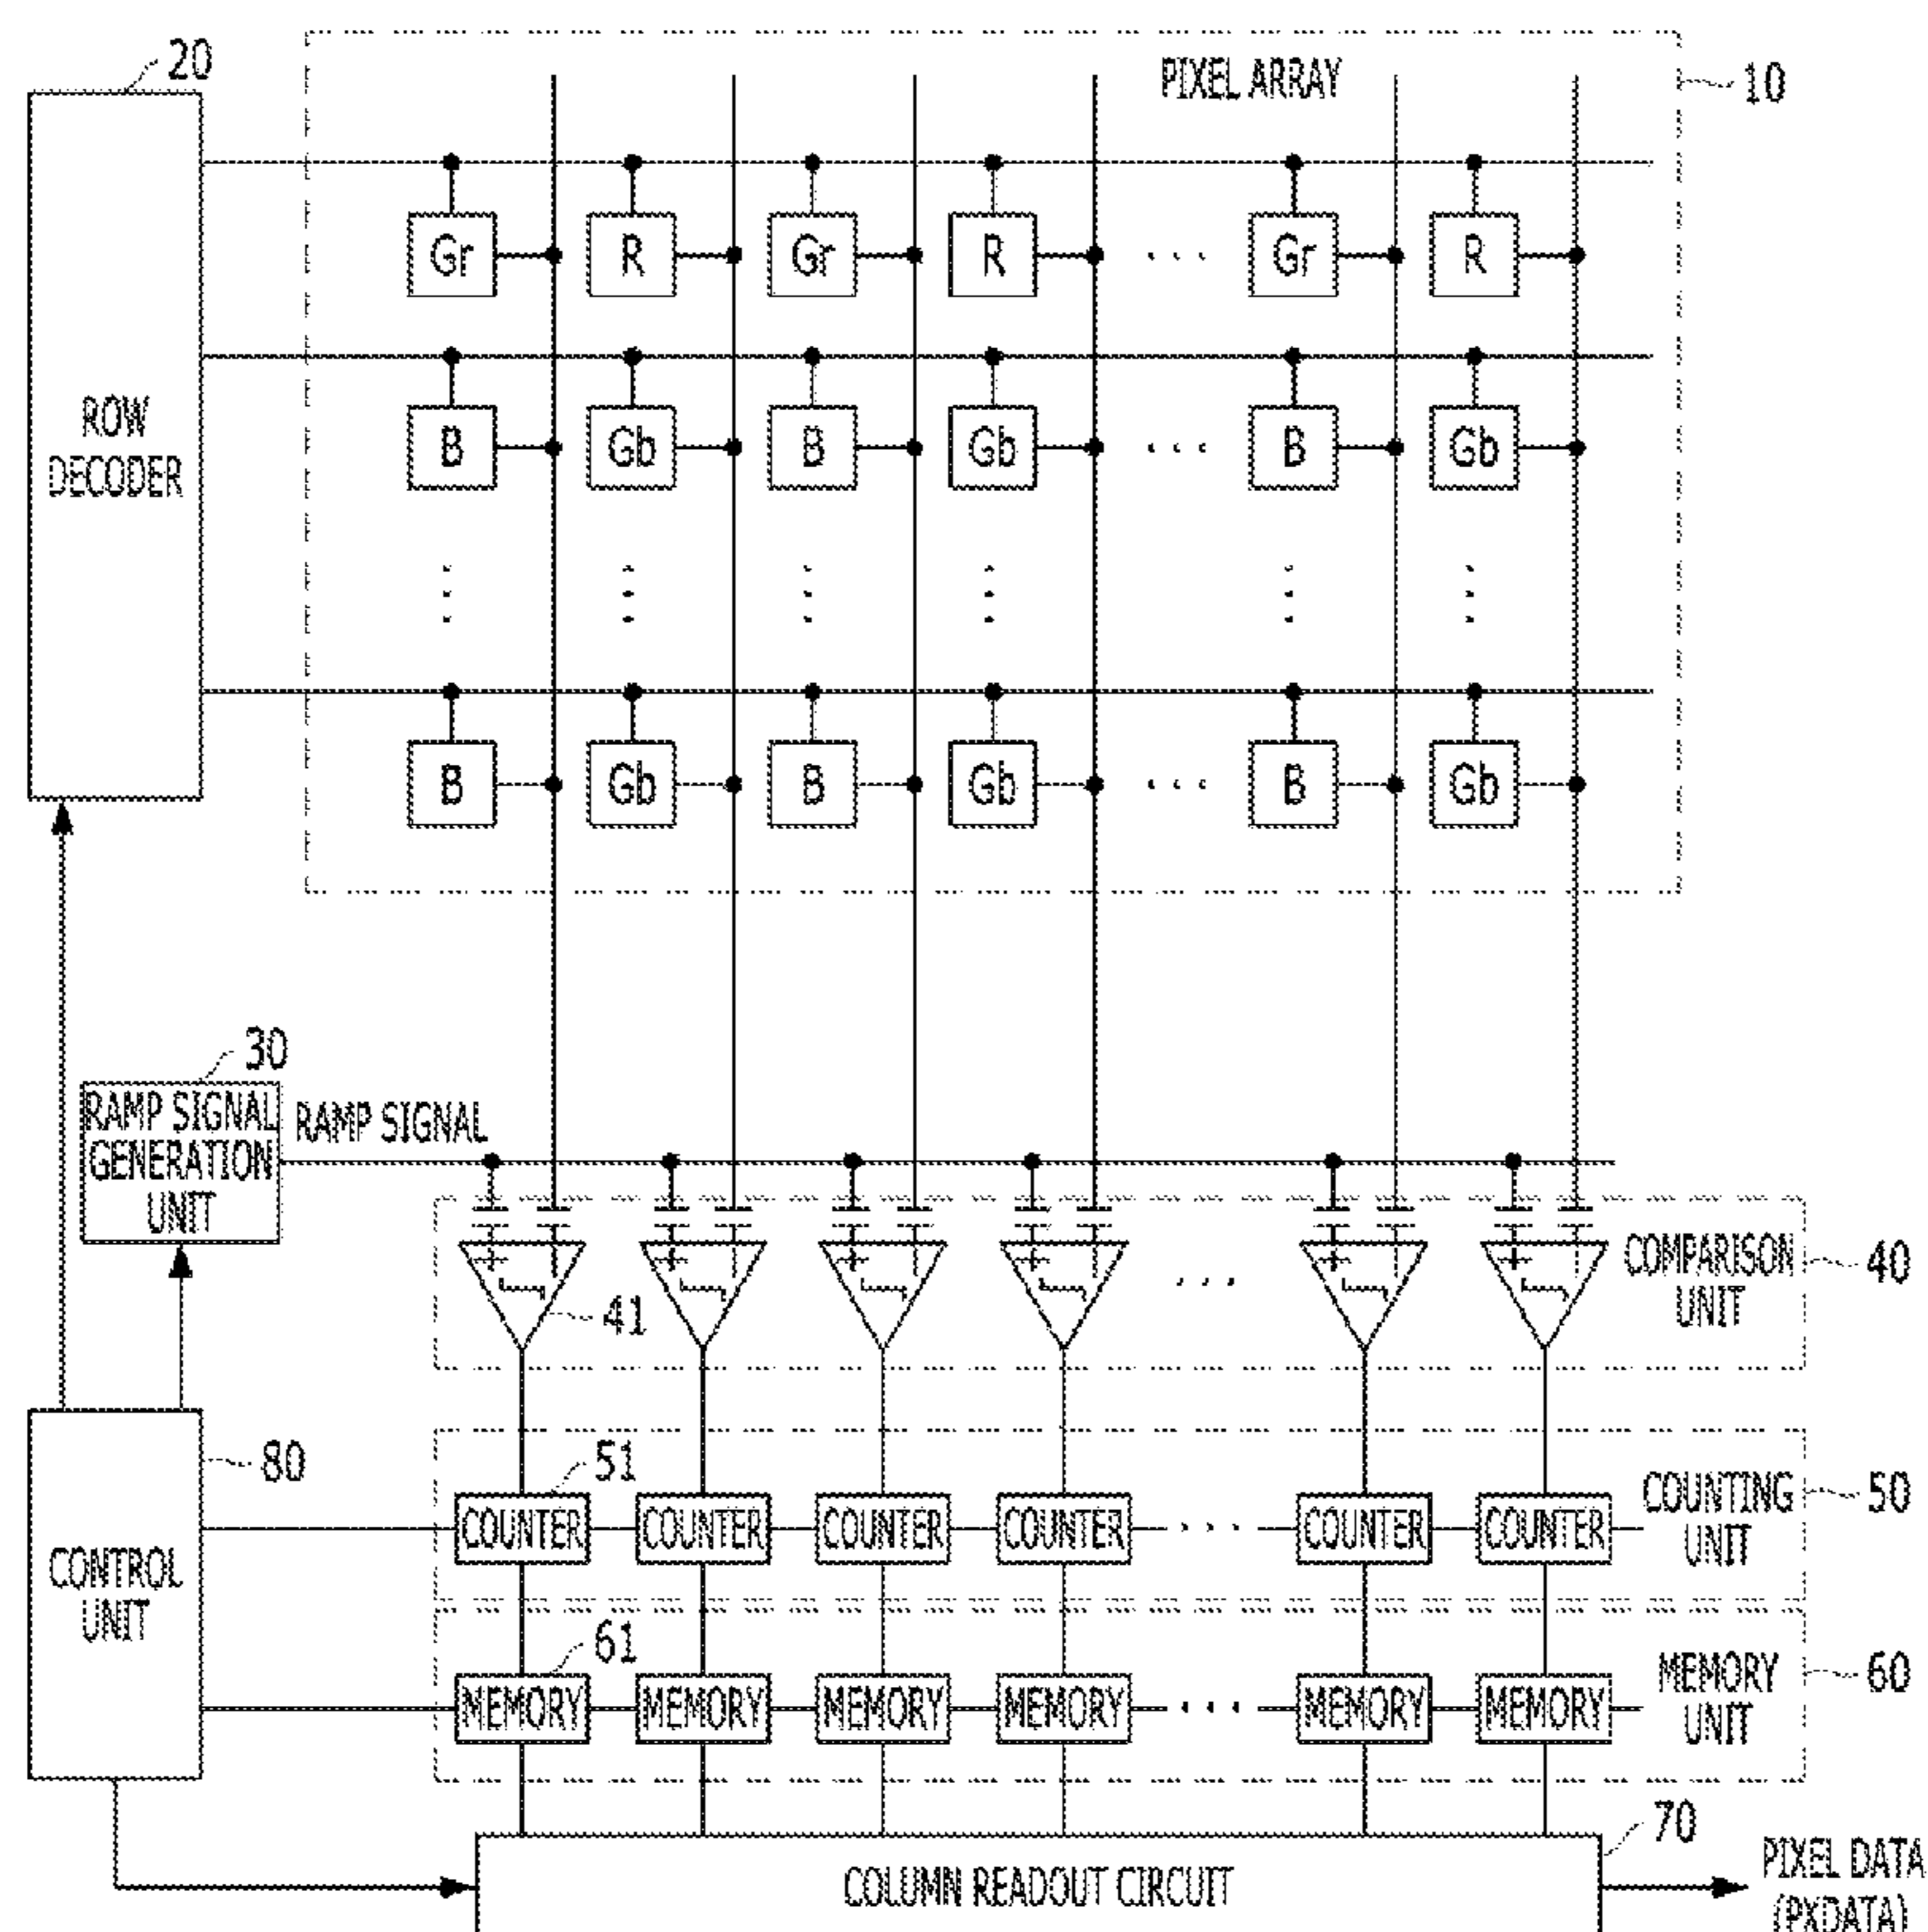 20
PIXEL ARRAY
10
Gr R Gr R ... Gr R
ROW
DECODER
B Gb B Gb ... B Gb
B Gb B Gb ... B Gb
30
RAMP SIGNAL
GENERATION
UNIT
RAMP SIGNAL
COMPARISON
UNIT
40
41
80
51
COUNTING
UNIT
50
COUNTER COUNTER COUNTER COUNTER ... COUNTER COUNTER
CONTROL
UNIT
61
MEMORY
UNIT
60
MEMORY MEMORY MEMORY MEMORY ... MEMORY MEMORY
70
COLUMN READOUT CIRCUIT
PIXEL DATA
(PXDATA)